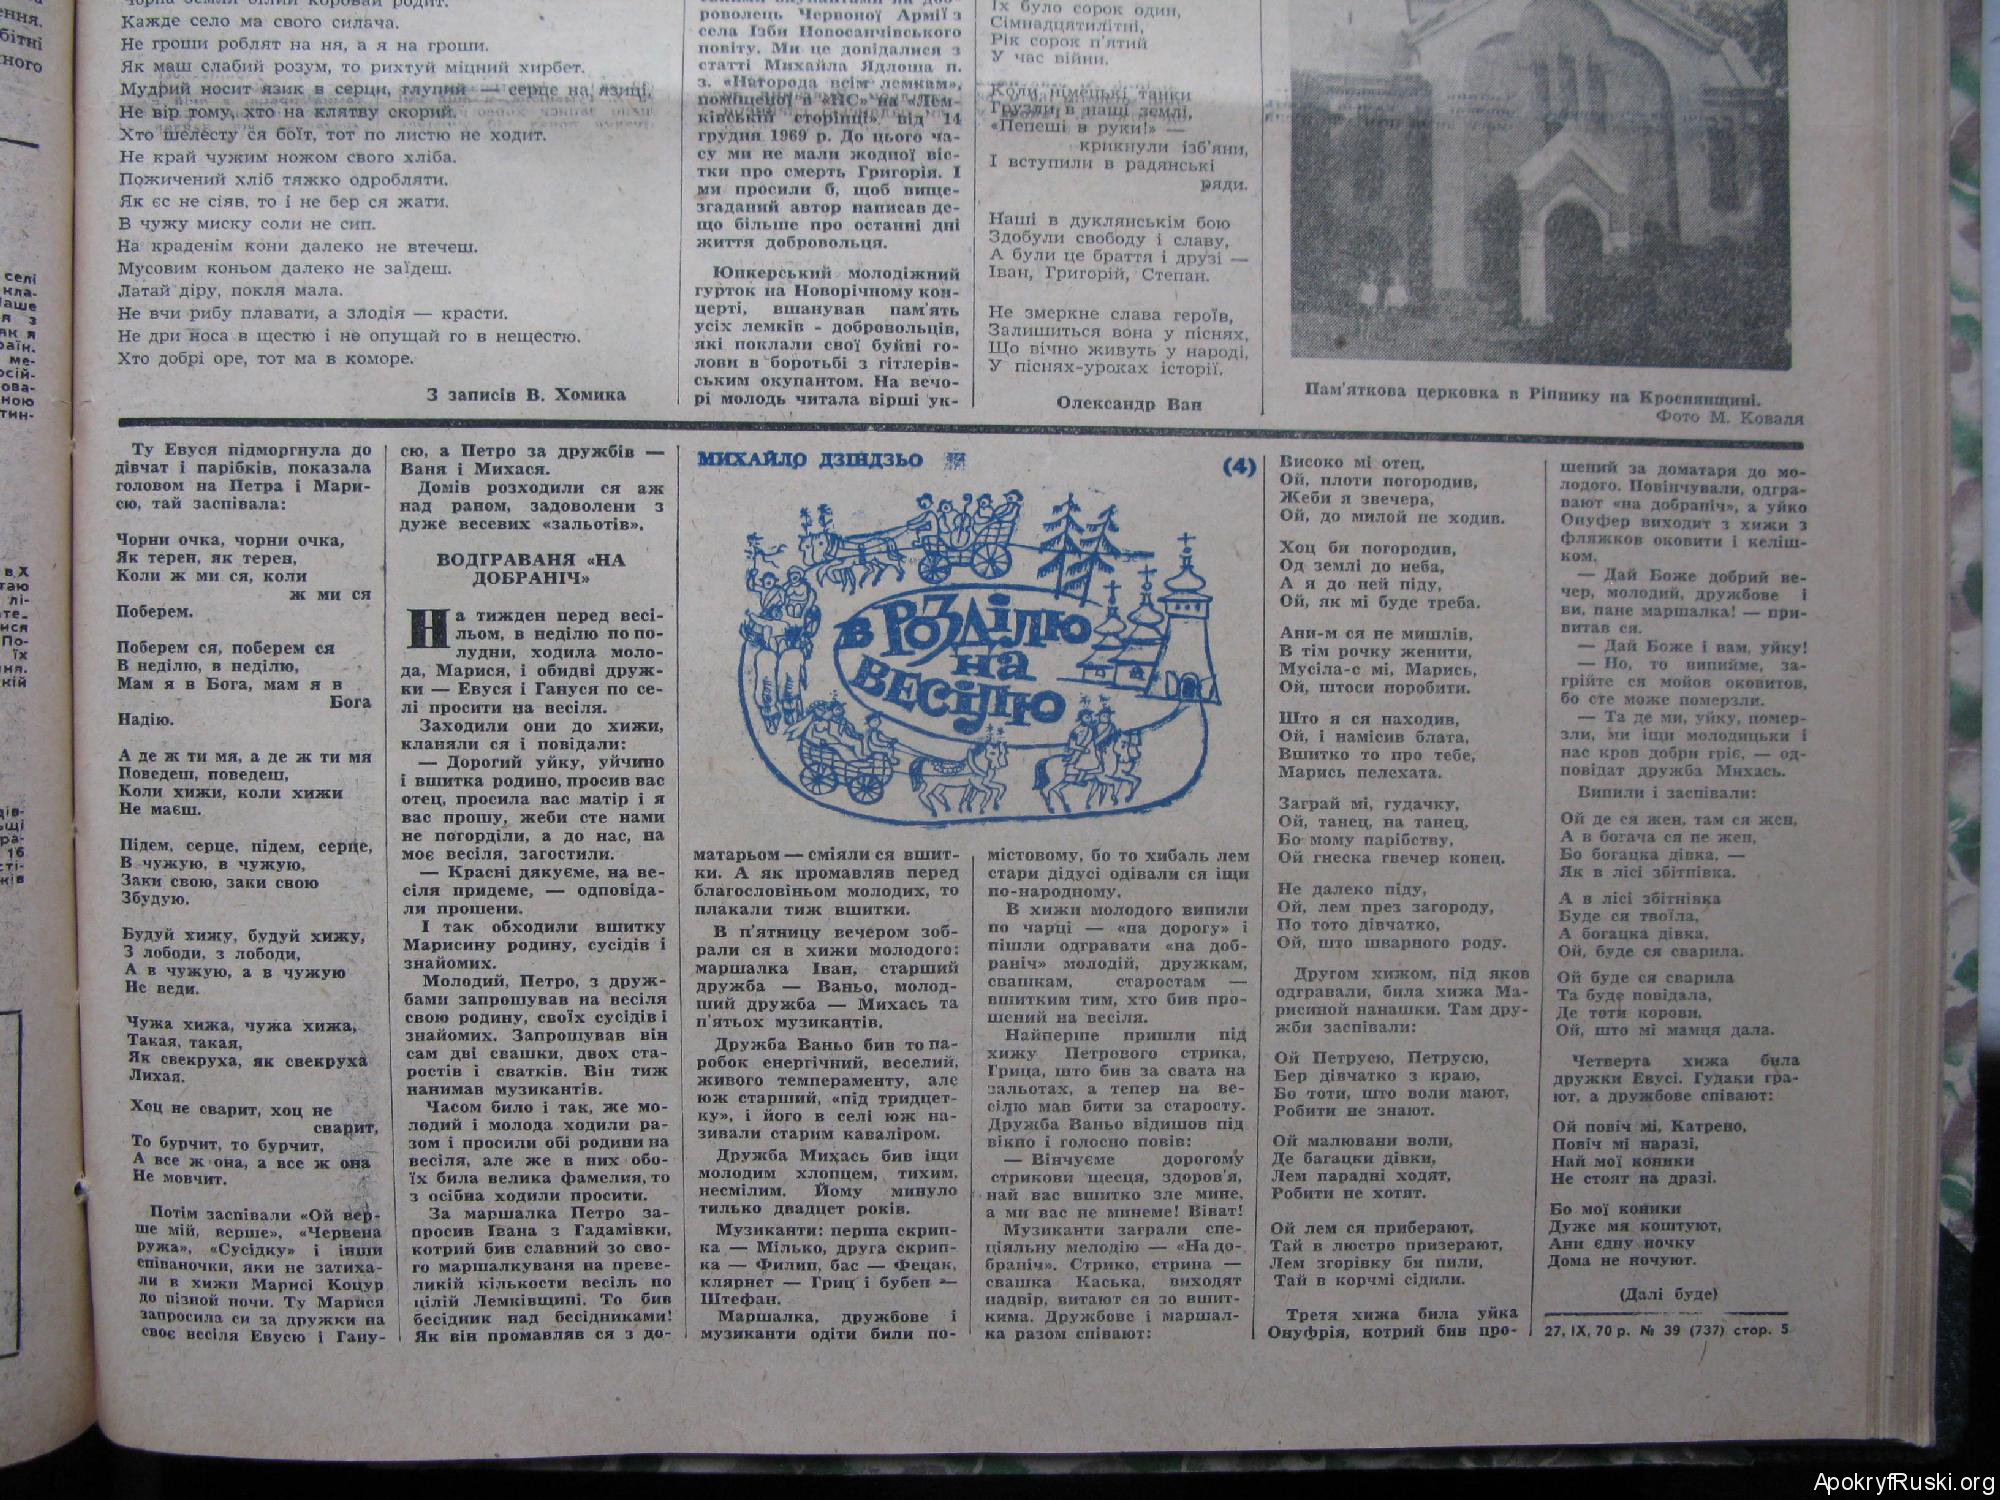 Кажде село ма свого силача.
Не гроши роблят на ня, а я на гроши.
Як маш слабий розум, то рихтуй міцний хирбет.
Мудрий носит язик в серци, глупий — серце на язиці.
Не вір тому, хто на клятву скорий.
Хто шелесту ся боїт, тот по листю не ходит.
Не край чужим ножом свого хліба.
Пожичений хліб тяжко одробляти.
Як єс не сіяв, то і не бер ся жати.
В чужу миску соли не сип.
На краденім кони далеко не втечеш.
Мусовим коньом далеко не заїдеш.
Латай діру, покля мала.
Не вчи рибу плавати, а злодія — красти.
Не дри носа в щестю і не опущай го в нещестю.
Хто добрі оре, тот ма в коморе.
З записів В. Хомика
роволець Червоної Армії з
села Ізби Новосанчівського
повіту. Ми це довідалися з
статті Михайла Ядлоша п.
з. «Нагорода всім лемкам»,
поміщеної в «НС» на «Лем-
ківській сторінці», від 14
грудня 1969 р. До цього ча-
су ми не мали жодної віс-
тки про смерть Григорія. І
ми просили б, щоб вище-
згаданий автор написав де-
що більше про останні дні
життя добровольця.
Юнкерський молодіжний
гурток на Новорічному кон-
церті, вшанував пам'ять
усіх лемків - добровольців,
які поклали свої буйні го-
лови в боротьбі з гітлерів-
ським окупантом. На вечо-
рі молодь читала вірші ук-
Їх було сорок один,
Сімнадцятилітні,
Рік сорок п'ятий
У час війни.
Коли німецькі танки
Грузли в наші землі,
«Пепеші в руки!» —
крикнули ізб'яни,
І вступили в радянські
ряди.
Наші в дуклянськім бою
Здобули свободу і славу,
А були це браття і друзі —
Іван, Григорій, Степан.
Не змеркне слава героїв,
Залишиться вона у піснях,
Що вічно живуть у народі,
У піснях-уроках історії.
Олександр Ван
Пам'яткова церковка в Ріпнику на Кроснянщині.
Фото М. Коваля
Ту Евуся підморгнула до
дівчат і парібків, показала
головом на Петра і Мари-
сю, тай заспівала:
Чорни очка, чорни очка,
Як терен, як терен,
Коли ж ми ся, коли
ж ми ся
Поберем.
Поберем ся, поберем ся
В неділю, в неділю,
Мам я в Бога, мам я в
Бога
Надію.
А де ж ти мя, а де ж ти мя
Поведеш, поведеш,
Коли хижи, коли хижи
Не маєш.
Підем, серце, підем, серце,
В чужую, в чужую,
Заки свою, заки свою
Збудую.
Будуй хижу, будуй хижу,
З лободи, з лободи,
А в чужую, а в чужую
Не веди.
Чужа хижа, чужа хижа,
Такая, такая,
Як свекруха, як свекруха
Лихая.
Хоц не сварит, хоц не
сварит,
То бурчит, то бурчит,
А все ж она, а все ж она
Не мовчит.
Потім заспівали «Ой вер-
ше мій, верше», «Червена
ружа», «Сусідку» і інши
співаночки, яки не затиха-
ли в хижи Марисі Коцур
до пізной ночи. Ту Марися
запросила си за дружки на
своє весіля Евусю і Гану-
сю, а Петро за дружбів —
Ваня і Михася.
Домів розходили ся аж
над раном, задоволени з
дуже весевих «зальотів».
ВОДГРАВАНЯ «НА
ДОБРАНІЧ»
На тижден перед весі-
льом, в неділю по по-
лудни, ходила моло-
да, Марися, і обидві друж-
ки — Евуся і Гануся по се-
лі просити на весіля.
Заходили они до хижи,
кланяли ся і повідали:
— Дорогий уйку, уйчино
і вшитка родино, просив вас
отец, просила вас матір і я
вас прошу, жеби сте нами
не погорділи, а до нас, на
моє весіля, загостили.
— Красні дякуєме, на ве-
сіля придеме, — одповіда-
ли прошени.
І так обходили вшитку
Марисину родину, сусідів і
знайомих.
Молодий, Петро, з друж-
бами запрошував на весіля
свою родину, своїх сусідів і
знайомих. Запрошував він
сам дві свашки, двох ста-
ростів і сватків. Він тиж
нанимав музикантів.
Часом било і так, же мо-
лодий і молода ходили ра-
зом і просили обі родини на
весіля, але же в них обо-
їх била велика фамелия, то
з осібна ходили просити.
За маршалка Петро за-
просив Івана з Гадамівки,
котрий бив славний зо сво-
го маршалкуваня на преве-
ликій кількости весіль по
цілій Лемківщині. То бив
бесідник над бесідниками!
Як він промавляв ся з до-
МИХАЙЛО ДЗІНДЗЬО
(4)
В РОЗДІЛЮ
на
ВЕСІЛЮ
матарьом — сміяли ся вшит-
ки. А як промавляв перед
благословіньом молодих, то
плакали тиж вшитки.
В п'ятницу вечером зоб-
рали ся в хижи молодого:
маршалка Іван, старший
дружба — Ваньо, молод-
ший дружба — Михась та
п'ятьох музикантів.
Дружба Ваньо бив то па-
робок енергічний, веселий,
живого темпераменту, але
юж старший, «під тридцет-
ку», і його в селі юж на-
зивали старим кавалíром.
Дружба Михась бив іщи
молодим хлопцем, тихим,
несмілим. Йому минуло
тилько двадцет років.
Музиканти: перша скрип-
ка — Мілько, друга скрип-
ка — Филип, бас — Фецак,
клярнет — Гриц і бубен —
Штефан.
Маршалка, дружбове і
музиканти одіти били по-
містовому, бо то хибаль лем
стари дідусі одівали ся іщи
по-народному.
В хижи молодого випили
по чарці — «на дорогу» і
пішли одгравати «на доб-
раніч» молодій, дружкам,
свашкам, старостам —
вшитким тим, хто бив про-
шений на весіля.
Найперше пришли під
хижу Петрового стрика,
Грица, што бив за свата на
зальотах, а тепер на ве-
сілю мав бити за старосту.
Дружба Ваньо відишов під
вікно і голосно повів:
— Вінчуєме дорогому
стрикови щесця, здоров'я,
най вас вшитко зле мине,
а ми вас не минеме! Віват!
Музиканти заграли спе-
ціяльну мелодію — «На до-
браніч». Стрико, стрина —
свашка Каська, виходят
надвір, витают ся зо вшит-
кима. Дружбове і маршал-
ка разом співают:
Високо мі отец,
Ой, плоти погородив,
Жеби я звечера,
Ой, до милой не ходив.
Хоц би погородив,
Од землі до неба,
А я до ней піду,
Ой, як мі буде треба.
Ани-м ся не мишлів,
В тім рочку женити,
Мусіла-с мі, Марись,
Ой, штоси поробити.
Што я ся находив,
Ой, і намісив блата,
Вшитко то про тебе,
Марись пелехата.
Заграй мі, гудачку,
Ой, танец, на танец,
Бо мому парібству,
Ой гнеска гвечер конец.
Не далеко піду,
Ой, лем през загороду,
По тото дівчатко,
Ой, што шварного роду.
Другом хижом, під яков
одгравали, била хижа Ма-
рисиной нанашки. Там дру-
жби заспівали:
Ой Петрусю, Петрусю,
Бер дівчатко з краю,
Бо тоти, што воли мают,
Робити не знают.
Ой малювани воли,
Де багацки дівки,
Лем парадні ходят,
Робити не хотят.
Ой лем ся приберают,
Тай в люстро призерают,
Лем згорівку би пили,
Тай в корчмі сідили.
Третя хижа била уйка
Онуфрія, котрий бив про-
шений за доматаря до мо-
лодого. Повінчували, одгра-
вают «на добраніч», а уйко
Онуфер виходит з хижи з
фляжков оковити і келіш-
ком.
— Дай Боже добрий ве-
чер, молодий, дружбове і
ви, пане маршалка! — при-
витав ся.
— Дай Боже і вам, уйку!
— Но, то випийме, за-
грійте ся мойов оковитов,
бо сте може померзли.
— Та де ми, уйку, помер-
зли, ми іщи молодицьки і
нас кров добри гріє, — од-
повідат дружба Михась.
Випили і заспівали:
Ой де ся жен, там ся жен,
А в богача ся не жен,
Бо богацка дівка, —
Як в лісі збітнівка.
А в лісі збітнівка
Буде ся твоїла,
А богацка дівка,
Ой, буде ся сварила.
Ой буде ся сварила
Та буде повідала,
Де тоти корови,
Ой, што мі мамця дала.
Четверта хижа била
дружки Евусі. Гудаки гра-
ют, а дружбове співают:
Ой повіч мі, Катрено,
Повіч мі наразі,
Най мої коники
Не стоят на дразі.
Бо мої коники
Дуже мя коштуют,
Ани єдну ночку
Дома не ночуют.
(Далі буде)
27, IX, 70 р. № 39 (737) стор. 5
ApokryfRuski.org